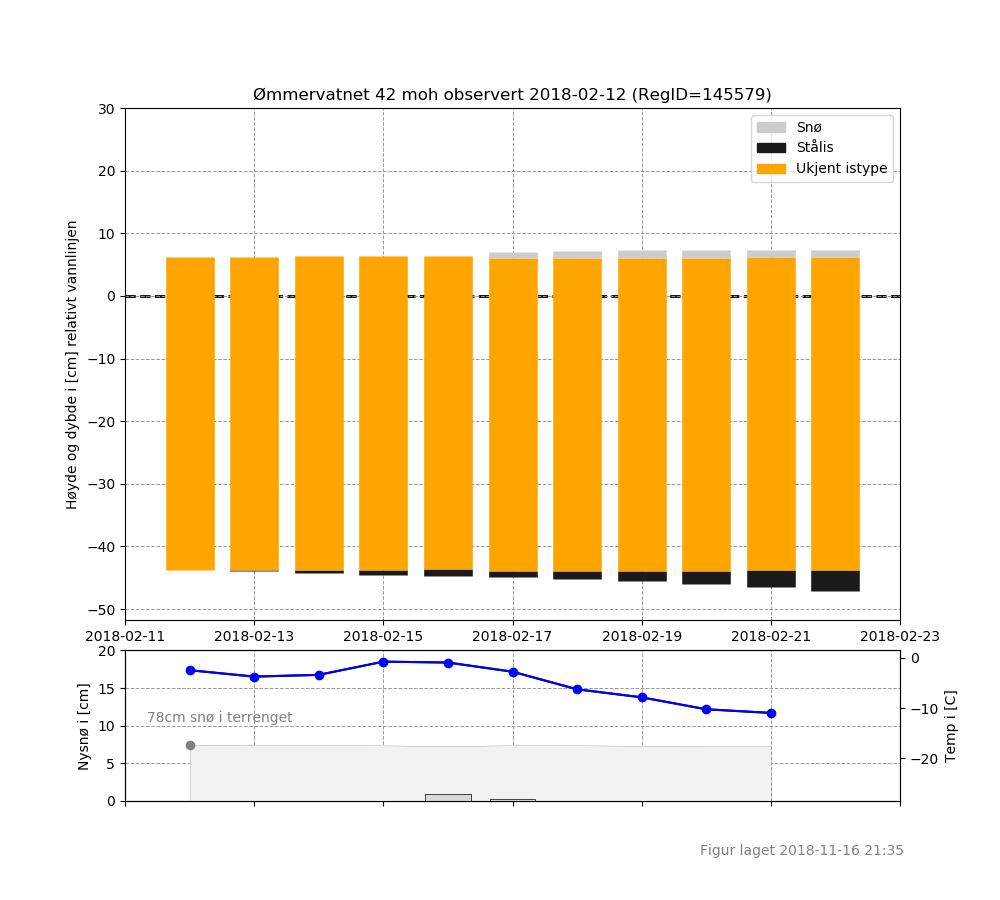 Ømmervatnet 42 moh observert 2018-02-12 (RegID=145579)
30
20
10
0
−10
−20
−30
−40
−50
Høyde og dybde i [cm] relativt vannlinjen
Snø
Stålis
Ukjent istype
2018-02-11
2018-02-13
2018-02-15
2018-02-17
2018-02-19
2018-02-21
2018-02-23
20
15
10
5
0
Nysnø i [cm]
78cm snø i terrenget
0
−10
−20
Temp i [C]
Figur laget 2018-11-16 21:35